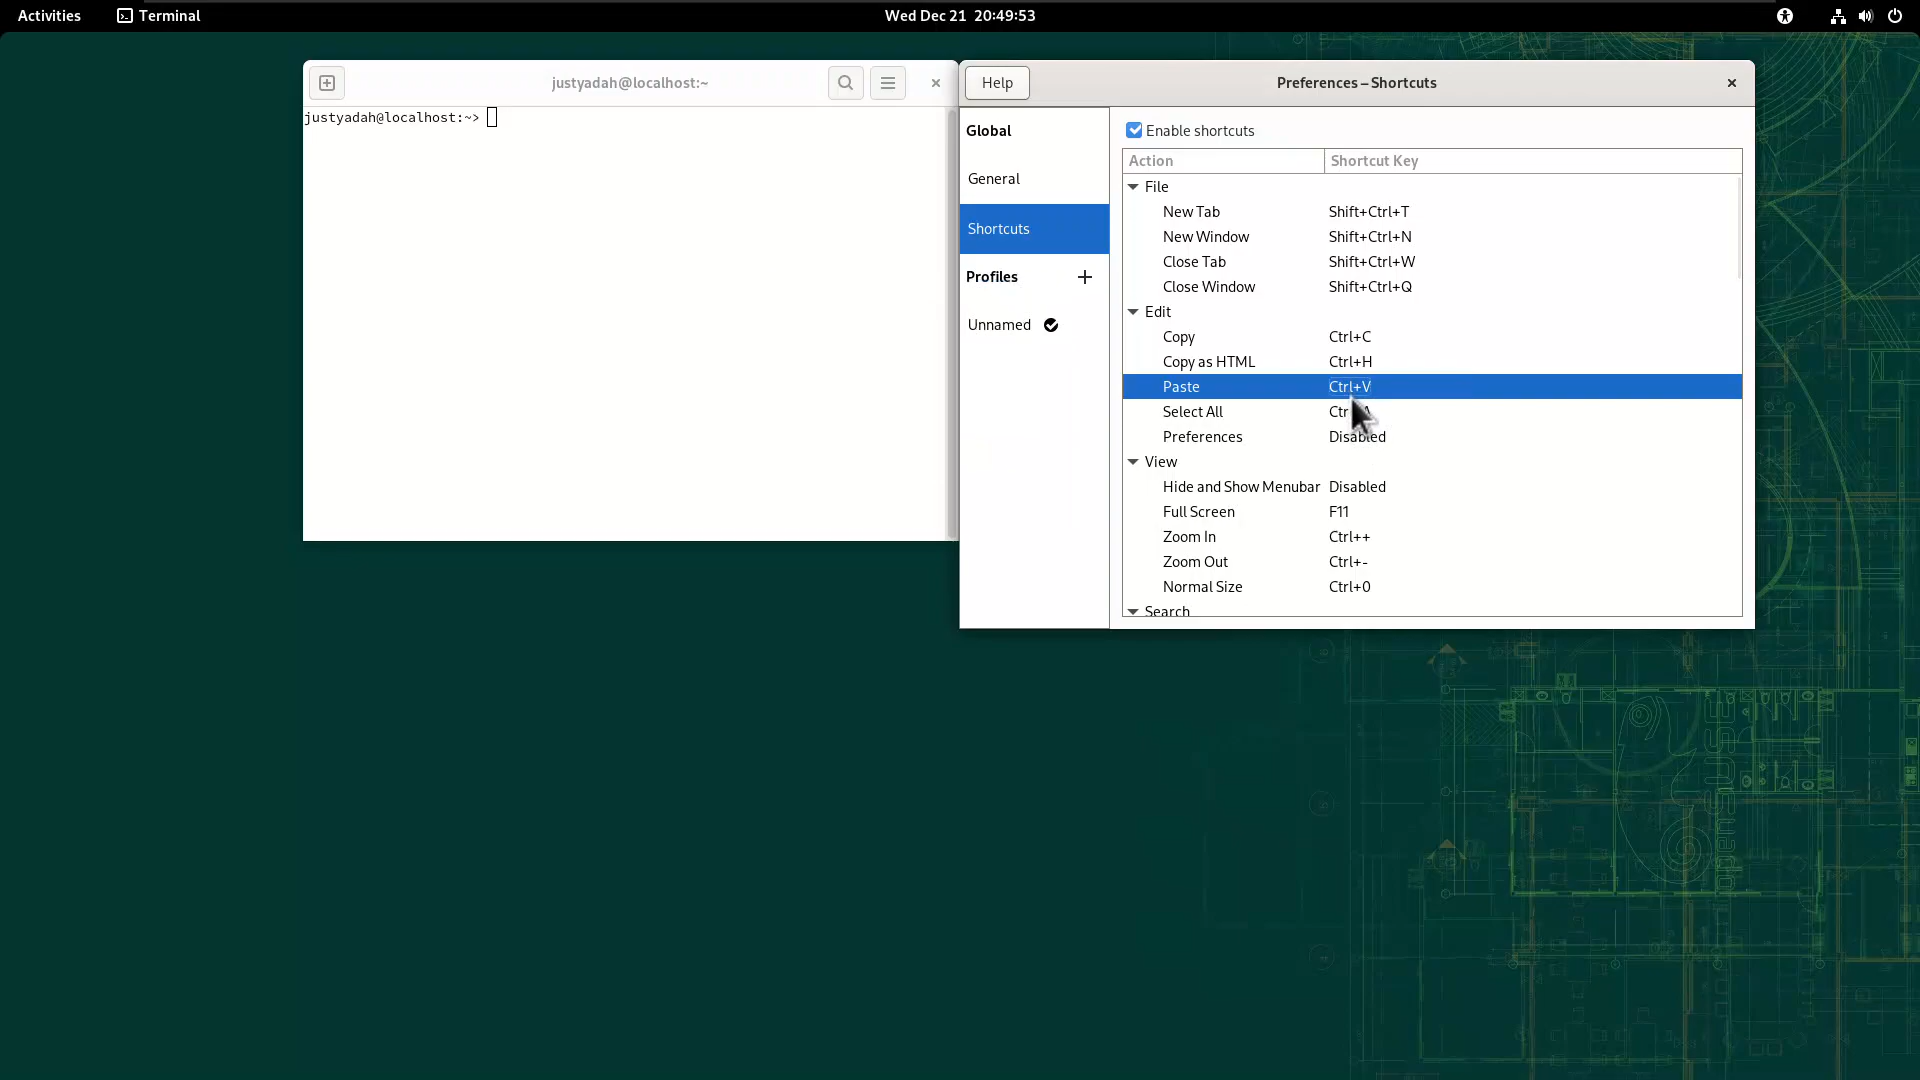 Activities Terminal Wed Dec 21 20:49:53
justyadah@localhost:~
justyadah@localhost:~>
Help Preferences – Shortcuts
Global
General
Shortcuts
Profiles
Unnamed
Enable shortcuts
Action Shortcut Key
File
New Tab Shift+Ctrl+T
New Window Shift+Ctrl+N
Close Tab Shift+Ctrl+W
Close Window Shift+Ctrl+Q
Edit
Copy Ctrl+C
Copy as HTML Ctrl+H
Paste Ctrl+V
Select All
Preferences Disabled
View
Hide and Show Menubar Disabled
Full Screen F11
Zoom In Ctrl++
Zoom Out Ctrl+-
Normal Size Ctrl+0
Search
openSUSE